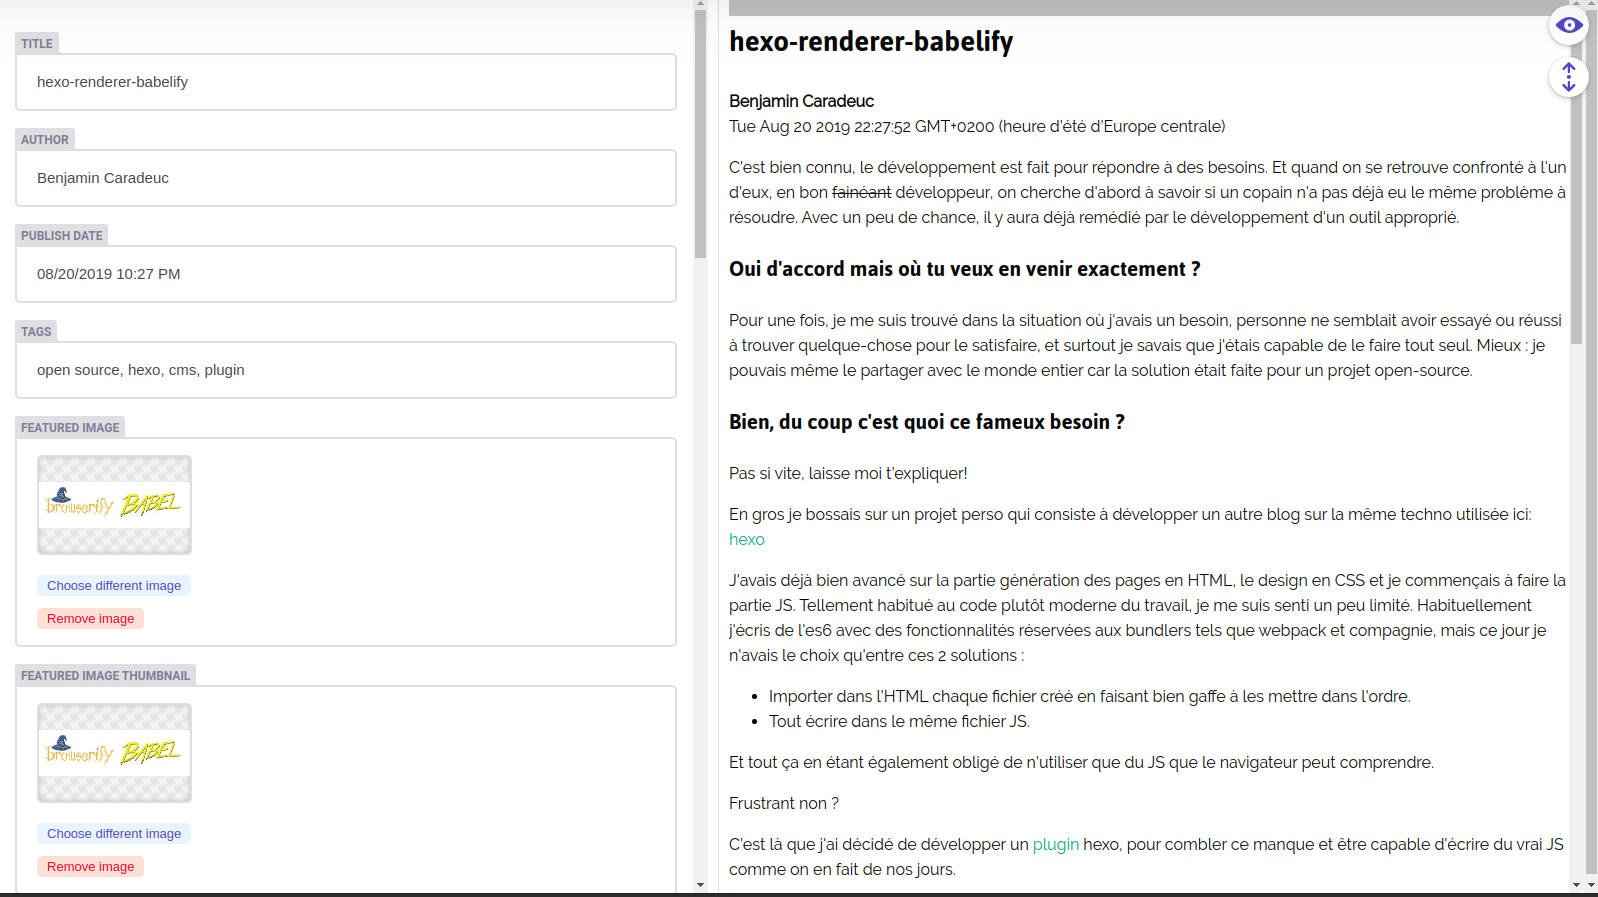 TITLE
hexo-renderer-babelify
AUTHOR
Benjamin Caradeuc
PUBLISH DATE
08/20/2019 10:27 PM
TAGS
open source, hexo, cms, plugin
FEATURED IMAGE
browserify BABEL
Choose different image
Remove image
FEATURED IMAGE THUMBNAIL
browserify BABEL
Choose different image
Remove image
hexo-renderer-babelify
Benjamin Caradeuc
Tue Aug 20 2019 22:27:52 GMT+0200 (heure d'été d'Europe centrale)
C'est bien connu, le développement est fait pour répondre à des besoins. Et quand on se retrouve confronté à l'un
d'eux, en bon fainéant développeur, on cherche d'abord à savoir si un copain n'a pas déjà eu le même problème à
résoudre. Avec un peu de chance, il y aura déjà remédié par le développement d'un outil approprié.
Oui d'accord mais où tu veux en venir exactement ?
Pour une fois, je me suis trouvé dans la situation où j'avais un besoin, personne ne semblait avoir essayé ou réussi
à trouver quelque-chose pour le satisfaire, et surtout je savais que j'étais capable de le faire tout seul. Mieux : je
pouvais même le partager avec le monde entier car la solution était faite pour un projet open-source.
Bien, du coup c'est quoi ce fameux besoin ?
Pas si vite, laisse moi t'expliquer!
En gros je bossais sur un projet perso qui consiste à développer un autre blog sur la même techno utilisée ici:
hexo
J'avais déjà bien avancé sur la partie génération des pages en HTML, le design en CSS et je commençais à faire la
partie JS. Tellement habitué au code plutôt moderne du travail, je me suis senti un peu limité. Habituellement
j'écris de l'es6 avec des fonctionnalités réservées aux bundlers tels que webpack et compagnie, mais ce jour je
n'avais le choix qu'entre ces 2 solutions :
• Importer dans l'HTML chaque fichier créé en faisant bien gaffe à les mettre dans l'ordre.
• Tout écrire dans le même fichier JS.
Et tout ça en étant également obligé de n'utiliser que du JS que le navigateur peut comprendre.
Frustrant non ?
C'est là que j'ai décidé de développer un plugin hexo, pour combler ce manque et être capable d'écrire du vrai JS
comme on en fait de nos jours.